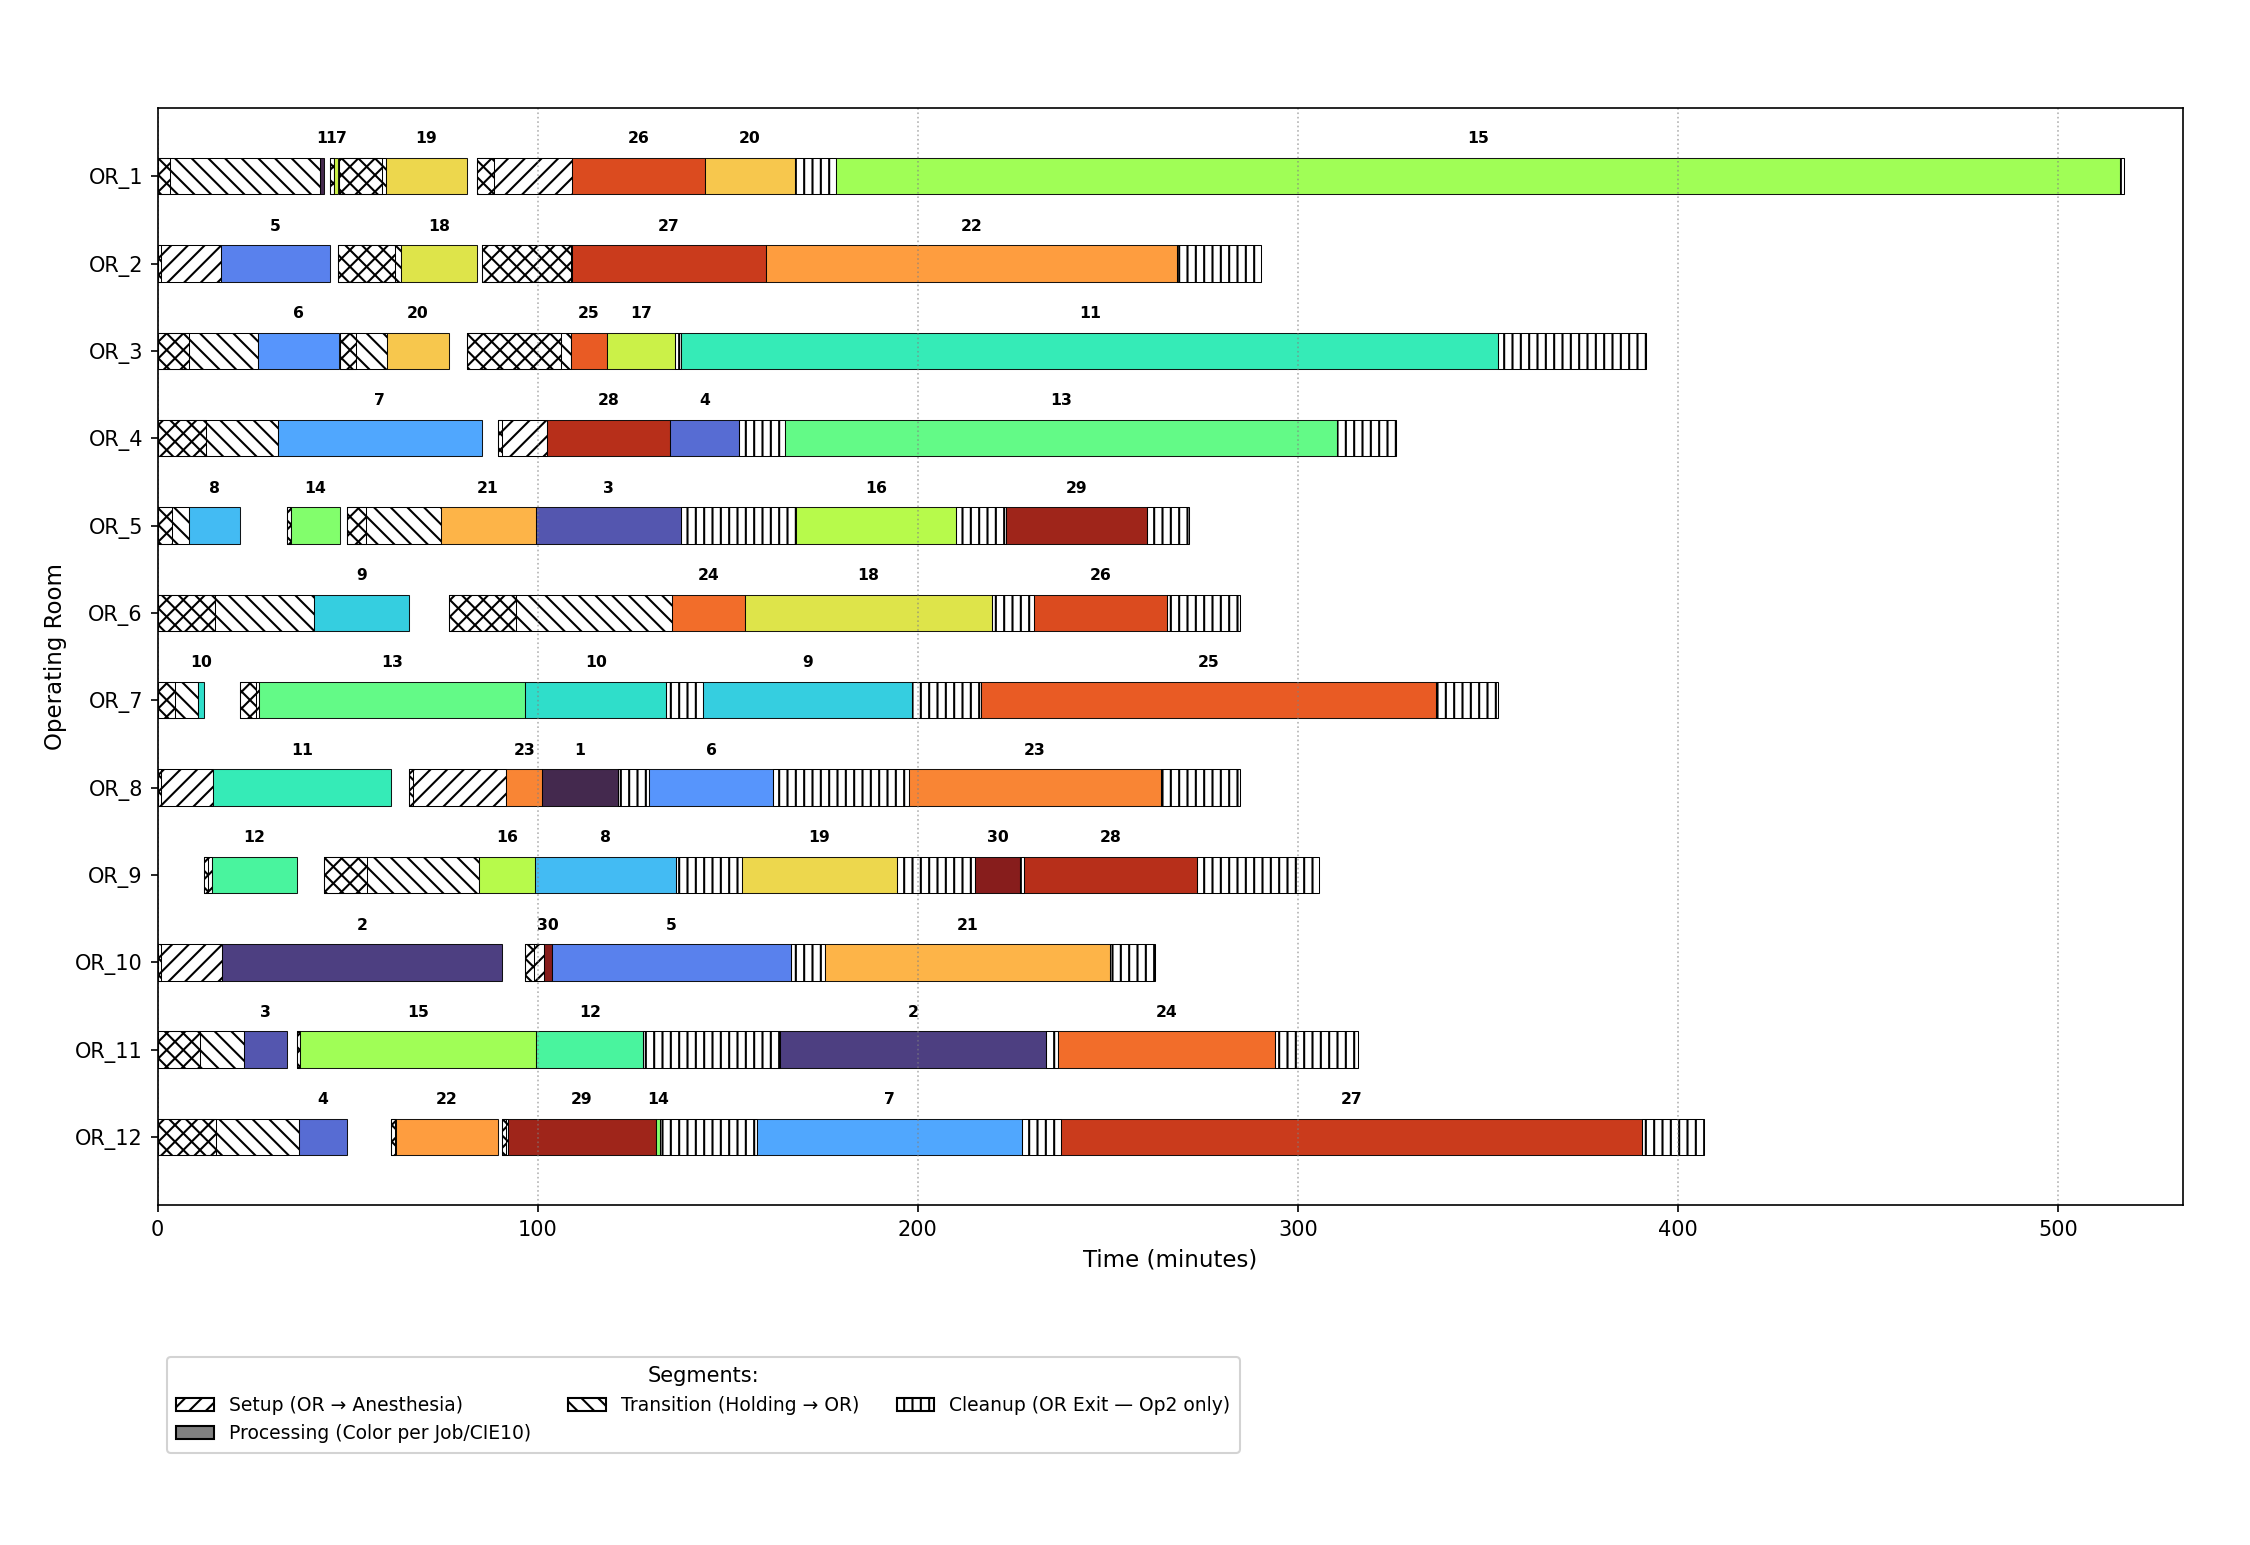 1 17 19 26 20 15
OR_1
5 18 27 22
OR_2
6 20 25 17 11
OR_3
7 28 4 13
OR_4
8 14 21 3 16 29
OR_5
9 24 18 26
OR_6
10 13 10 9 25
OR_7
11 23 1 6 23
OR_8
12 16 8 19 30 28
OR_9
2 30 5 21
OR_10
3 15 12 2 24
OR_11
4 22 29 14 7 27
OR_12
Operating Room
0 100 200 300 400 500
Time (minutes)
Segments:
Setup (OR → Anesthesia) Transition (Holding → OR) Cleanup (OR Exit — Op2 only)
Processing (Color per Job/CIE10)